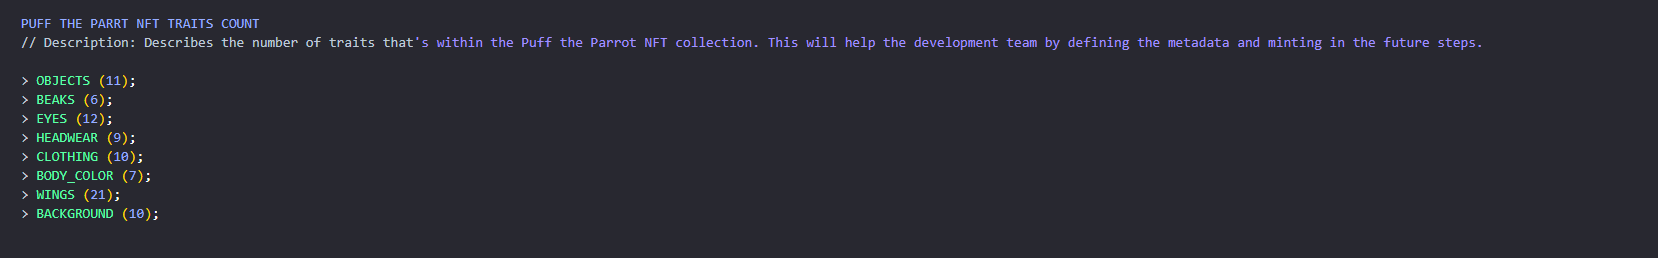 PUFF THE PARRT NFT TRAITS COUNT
// Description: Describes the number of traits that's within the Puff the Parrot NFT collection. This will help the development team by defining the metadata and minting in the future steps.
> OBJECTS (11);
> BEAKS (6);
> EYES (12);
> HEADWEAR (9);
> CLOTHING (10);
> BODY_COLOR (7);
> WINGS (21);
> BACKGROUND (10);